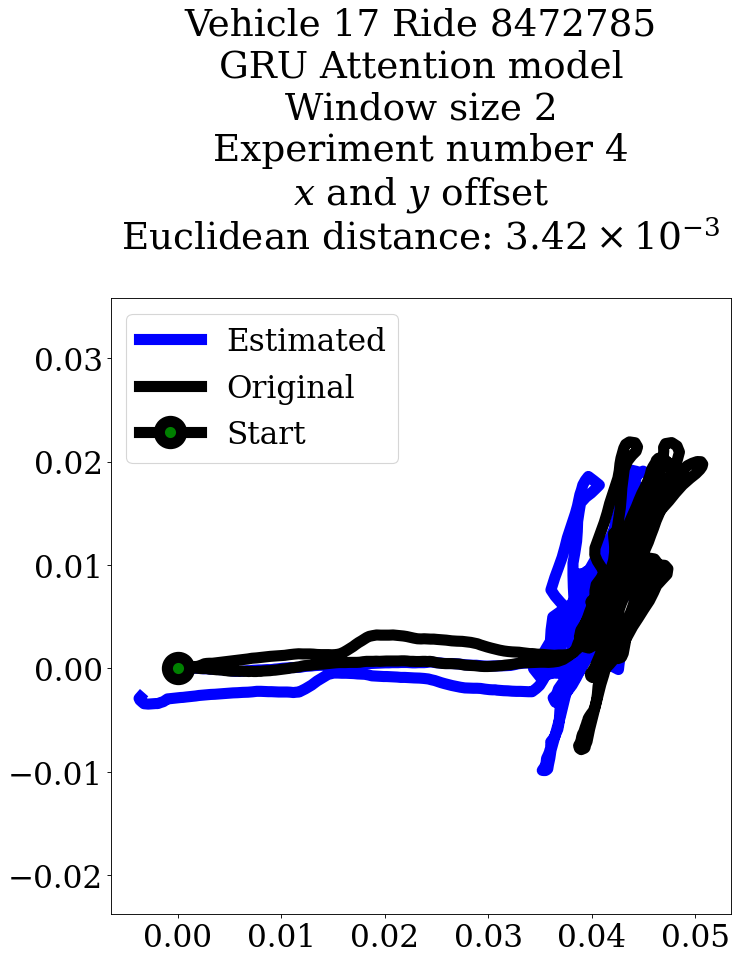 Vehicle 17 Ride 8472785
GRU Attention model
Window size 2
Experiment number 4
x and y offset
Euclidean distance: 3.42 × 10⁻³
Estimated
Original
Start
0.03
0.02
0.01
0.00
−0.01
−0.02
0.00 0.01 0.02 0.03 0.04 0.05